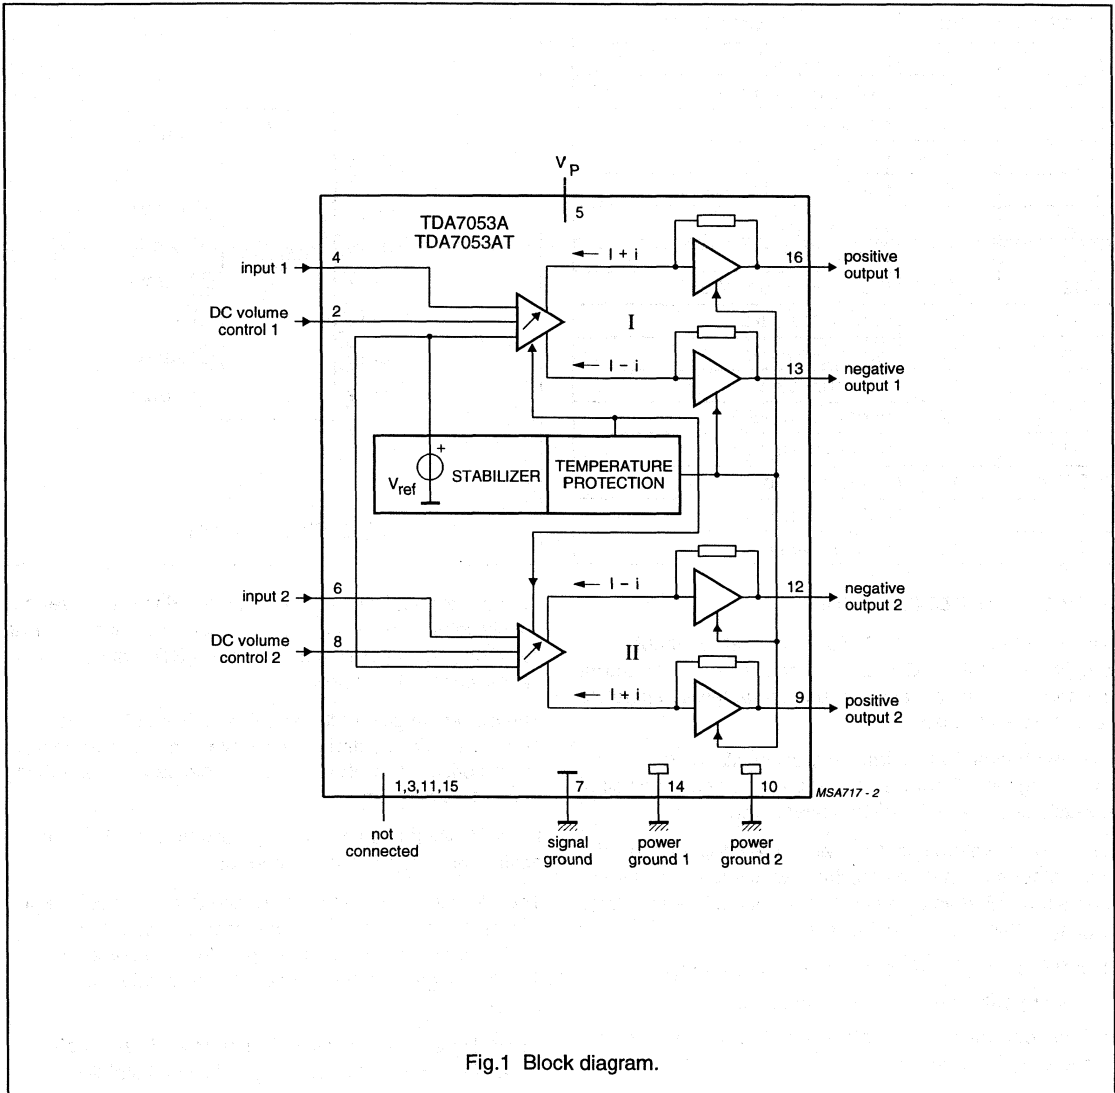 V P
5
TDA7053A
TDA7053AT
input 1
4
I + i
16
positive
output 1
DC volume
control 1
2
I
I – i
13
negative
output 1
+
Vref
STABILIZER
TEMPERATURE
PROTECTION
input 2
6
I – i
12
negative
output 2
DC volume
control 2
8
II
I + i
9
positive
output 2
1,3,11,15
7
14
10
MSA717 - 2
not
connected
signal
ground
power
ground 1
power
ground 2
Fig.1 Block diagram.